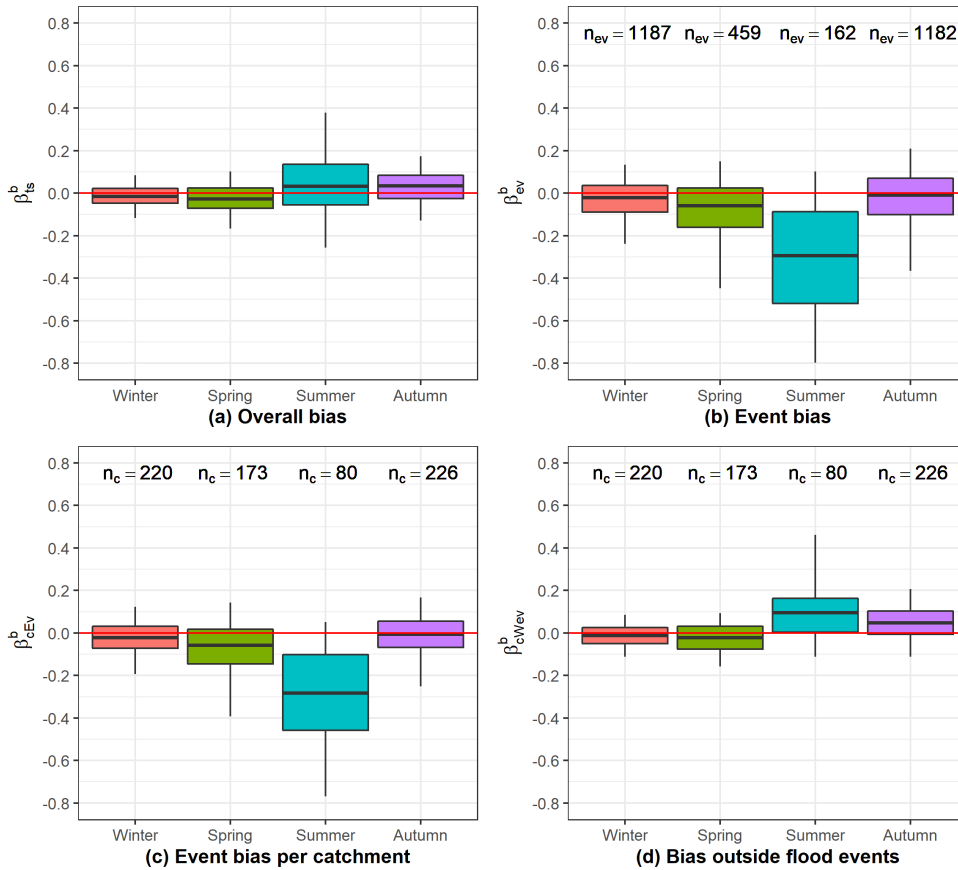 0.8
0.6
0.4
0.2
0.0
-0.2
-0.4
-0.6
-0.8
β^b_ts
Winter Spring Summer Autumn
(a) Overall bias
n_ev = 1187 n_ev = 459 n_ev = 162 n_ev = 1182
0.8
0.6
0.4
0.2
0.0
-0.2
-0.4
-0.6
-0.8
β^b_ev
Winter Spring Summer Autumn
(b) Event bias
n_c = 220 n_c = 173 n_c = 80 n_c = 226
0.8
0.6
0.4
0.2
0.0
-0.2
-0.4
-0.6
-0.8
β^b_cEv
Winter Spring Summer Autumn
(c) Event bias per catchment
n_c = 220 n_c = 173 n_c = 80 n_c = 226
0.8
0.6
0.4
0.2
0.0
-0.2
-0.4
-0.6
-0.8
β^b_cWev
Winter Spring Summer Autumn
(d) Bias outside flood events